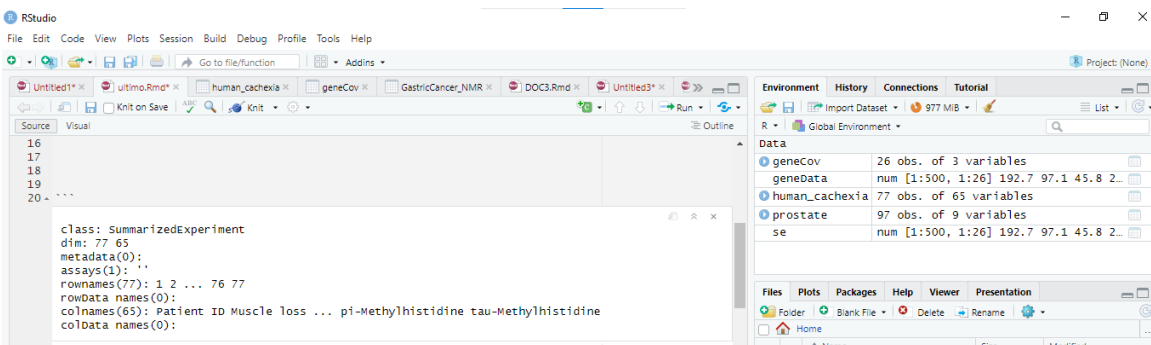 RStudio
File Edit Code View Plots Session Build Debug Profile Tools Help
Go to file/function
Addins
Project: (None)
Untitled1*
ultimo.Rmd*
human_cachexia
geneCov
GastricCancer_NMR
DOC3.Rmd
Untitled3*
Knit on Save
ABC
Knit
Run
Source Visual
Outline
16
17
18
19
20 ```
class: SummarizedExperiment
dim: 77 65
metadata(0):
assays(1): ''
rownames(77): 1 2 ... 76 77
rowData names(0):
colnames(65): Patient ID Muscle loss ... pi-Methylhistidine tau-Methylhistidine
colData names(0):
Environment History Connections Tutorial
Import Dataset
977 MiB
List
R
Global Environment
Data
geneCov 26 obs. of 3 variables
geneData num [1:500, 1:26] 192.7 97.1 45.8 2…
human_cachexia 77 obs. of 65 variables
prostate 97 obs. of 9 variables
se num [1:500, 1:26] 192.7 97.1 45.8 2…
Files Plots Packages Help Viewer Presentation
Folder Blank File Delete Rename
Home